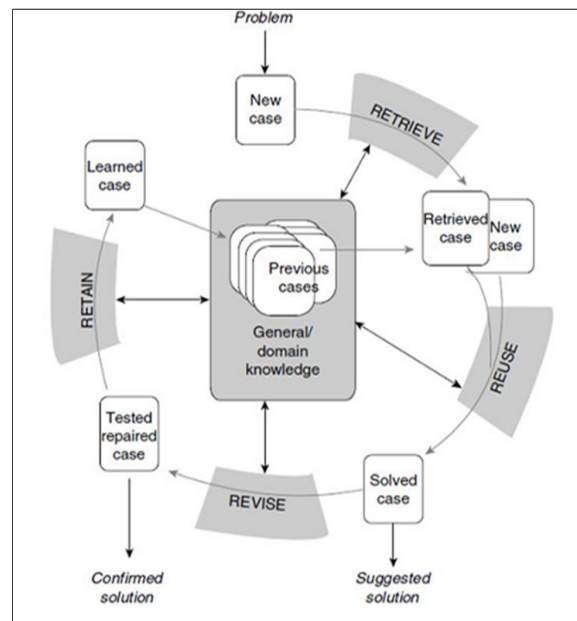 Problem
New
case
RETRIEVE
Learned
case
Retrieved
case
New
case
Previous
cases
General/
domain
knowledge
RETAIN
REUSE
Tested
repaired
case
REVISE
Solved
case
Confirmed
solution
Suggested
solution